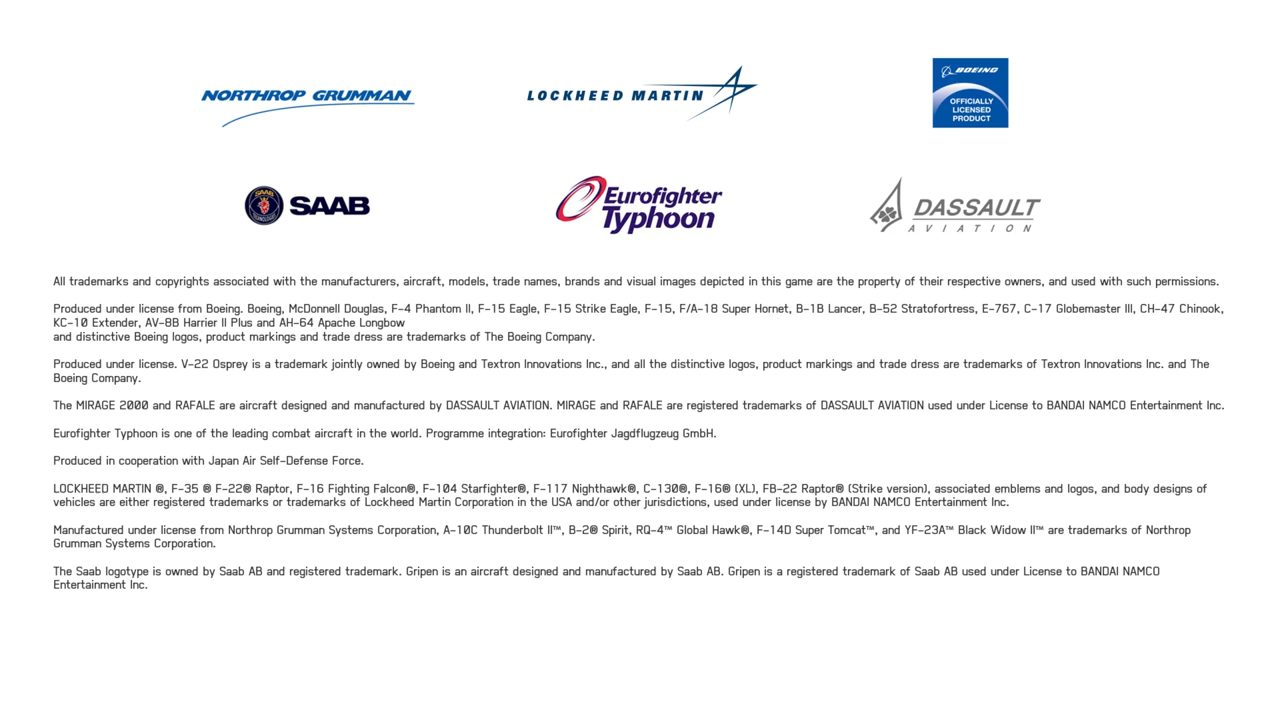 NORTHROP GRUMMAN
LOCKHEED MARTIN
BOEING
OFFICIALLY
LICENSED
PRODUCT
SAAB
SAAB
Eurofighter
Typhoon
DASSAULT
AVIATION
All trademarks and copyrights associated with the manufacturers, aircraft, models, trade names, brands and visual images depicted in this game are the property of their respective owners, and used with such permissions.
Produced under license from Boeing. Boeing, McDonnell Douglas, F-4 Phantom II, F-15 Eagle, F-15 Strike Eagle, F-15, F/A-18 Super Hornet, B-1B Lancer, B-52 Stratofortress, E-767, C-17 Globemaster III, CH-47 Chinook,
KC-10 Extender, AV-8B Harrier II Plus and AH-64 Apache Longbow
and distinctive Boeing logos, product markings and trade dress are trademarks of The Boeing Company.
Produced under license. V-22 Osprey is a trademark jointly owned by Boeing and Textron Innovations Inc., and all the distinctive logos, product markings and trade dress are trademarks of Textron Innovations Inc. and The
Boeing Company.
The MIRAGE 2000 and RAFALE are aircraft designed and manufactured by DASSAULT AVIATION. MIRAGE and RAFALE are registered trademarks of DASSAULT AVIATION used under License to BANDAI NAMCO Entertainment Inc.
Eurofighter Typhoon is one of the leading combat aircraft in the world. Programme integration: Eurofighter Jagdflugzeug GmbH.
Produced in cooperation with Japan Air Self-Defense Force.
LOCKHEED MARTIN ®, F-35 ® F-22® Raptor, F-16 Fighting Falcon®, F-104 Starfighter®, F-117 Nighthawk®, C-130®, F-16® (XL), FB-22 Raptor® (Strike version), associated emblems and logos, and body designs of
vehicles are either registered trademarks or trademarks of Lockheed Martin Corporation in the USA and/or other jurisdictions, used under license by BANDAI NAMCO Entertainment Inc.
Manufactured under license from Northrop Grumman Systems Corporation, A-10C Thunderbolt II™, B-2® Spirit, RQ-4™ Global Hawk®, F-14D Super Tomcat™, and YF-23A™ Black Widow II™ are trademarks of Northrop
Grumman Systems Corporation.
The Saab logotype is owned by Saab AB and registered trademark. Gripen is an aircraft designed and manufactured by Saab AB. Gripen is a registered trademark of Saab AB used under License to BANDAI NAMCO
Entertainment Inc.